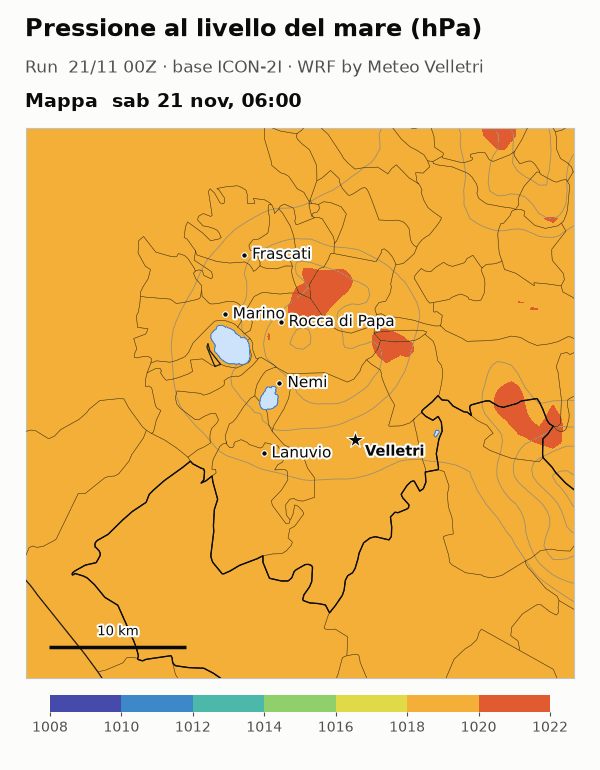 Pressione al livello del mare (hPa)
Run  21/11 00Z · base ICON-2I · WRF by Meteo Velletri
Mappa  sab 21 nov, 06:00
Frascati
Marino
Rocca di Papa
Nemi
Velletri
Lanuvio
10 km
1008 1010 1012 1014 1016 1018 1020 1022